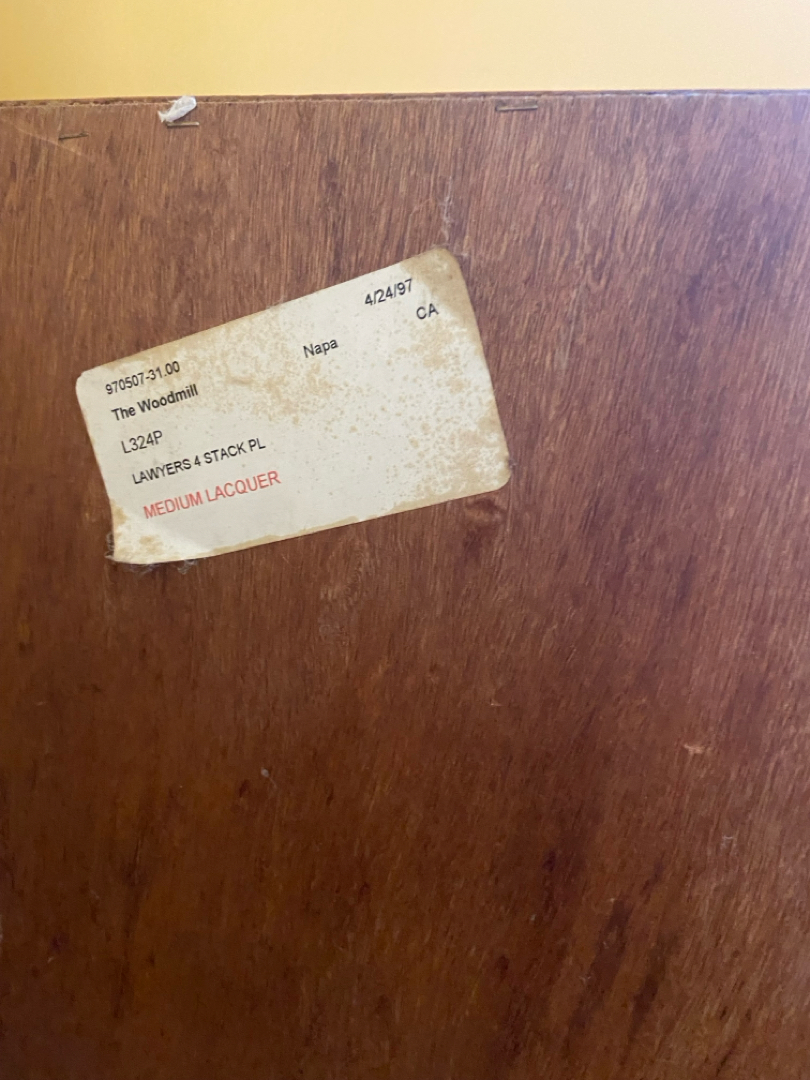 4/24/97
970507-31.00 Napa CA
The Woodmill
L324P
LAWYERS 4 STACK PL
MEDIUM LACQUER